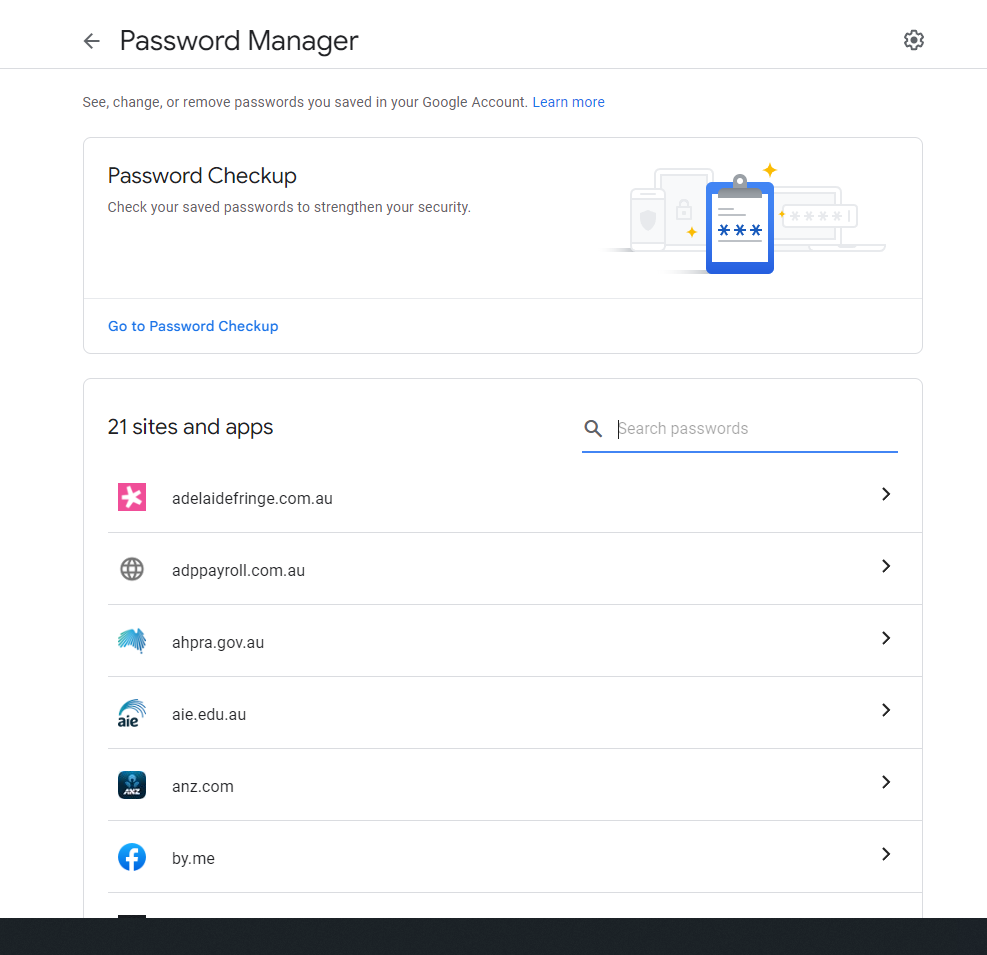 Password Manager
See, change, or remove passwords you saved in your Google Account. Learn more
Password Checkup
Check your saved passwords to strengthen your security.
***
****
Go to Password Checkup
21 sites and apps
Search passwords
adelaidefringe.com.au
adppayroll.com.au
ahpra.gov.au
aie
aie.edu.au
ANZ
anz.com
by.me